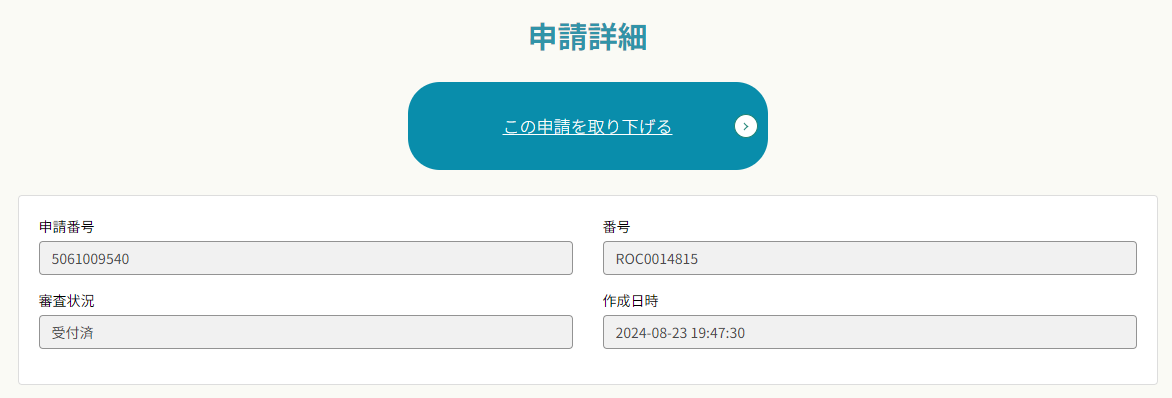 申請詳細
この申請を取り下げる
申請番号
5061009540
番号
ROC0014815
審査状況
受付済
作成日時
2024-08-23 19:47:30